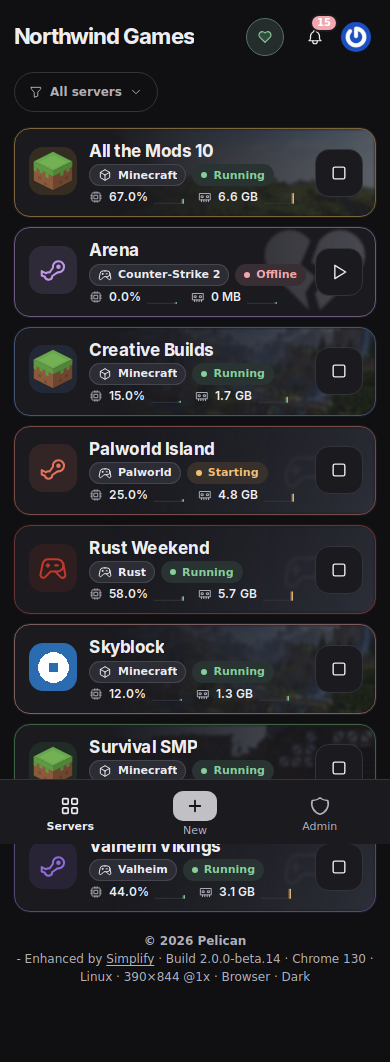 Northwind Games
15
All servers
All the Mods 10
Minecraft Running
67.0% 6.6 GB
Arena
Counter-Strike 2 Offline
0.0% 0 MB
Creative Builds
Minecraft Running
15.0% 1.7 GB
Palworld Island
Palworld Starting
25.0% 4.8 GB
Rust Weekend
Rust Running
58.0% 5.7 GB
Skyblock
Minecraft Running
12.0% 1.3 GB
Survival SMP
Minecraft Running
Servers New Admin
Valheim Vikings
Valheim Running
44.0% 3.1 GB
© 2026 Pelican
- Enhanced by Simplify · Build 2.0.0-beta.14 · Chrome 130 ·
Linux · 390×844 @1x · Browser · Dark